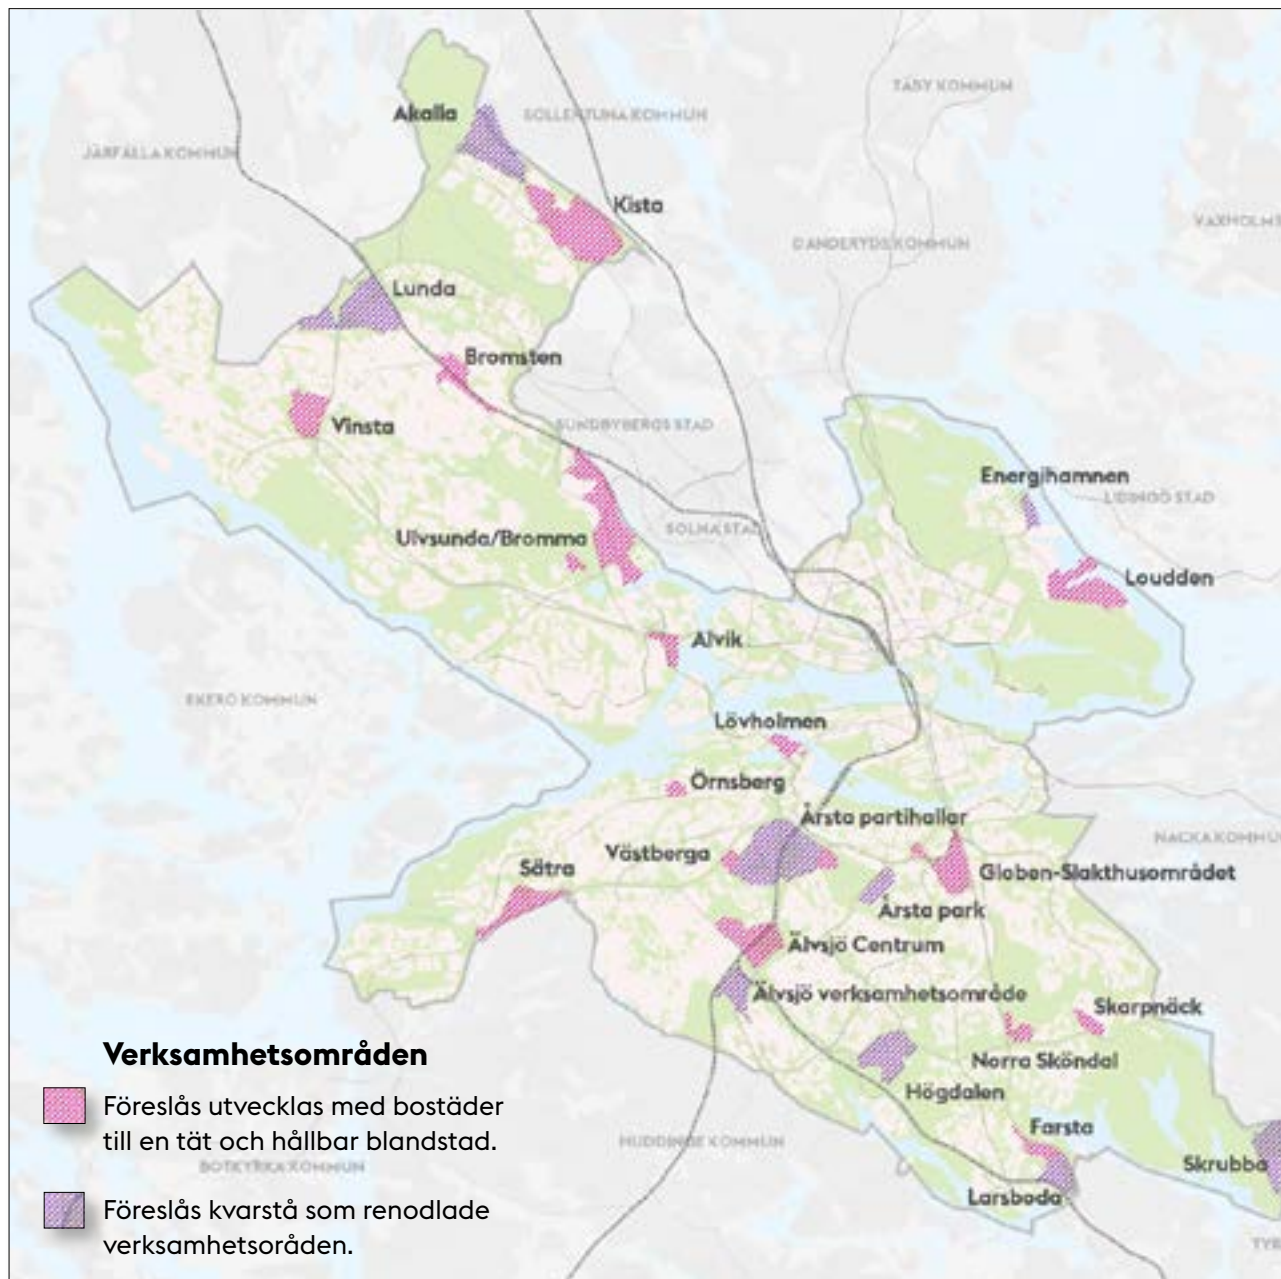 TÄBY KOMMUN
Akalla
SOLLENTUNA KOMMUN
JÄRFÄLLA KOMMUN
Kista
VAXHOLMS
DANDERYDS KOMMUN
Lunda
Bromsten
Vinsta
SUNDBYBERGS STAD
Energihamnen
LIDINGÖ STAD
SOLNA STAD
Ulvsunda/Bromma
Loudden
Alvik
EKERÖ KOMMUN
Lövholmen
Örnsberg
Årsta partihallar
NACKA KOMMUN
Västberga
Sätra
Globen-Slakthusområdet
Årsta park
Älvsjö Centrum
Älvsjö verksamhetsområde
Skarpnäck
Norra Sköndal
Högdalen
Farsta
HUDDINGE KOMMUN
Skrubba
BOTKYRKA KOMMUN
Larsboda
TYR
Verksamhetsområden
Föreslås utvecklas med bostäder
till en tät och hållbar blandstad.
Föreslås kvarstå som renodlade
verksamhetsoråden.